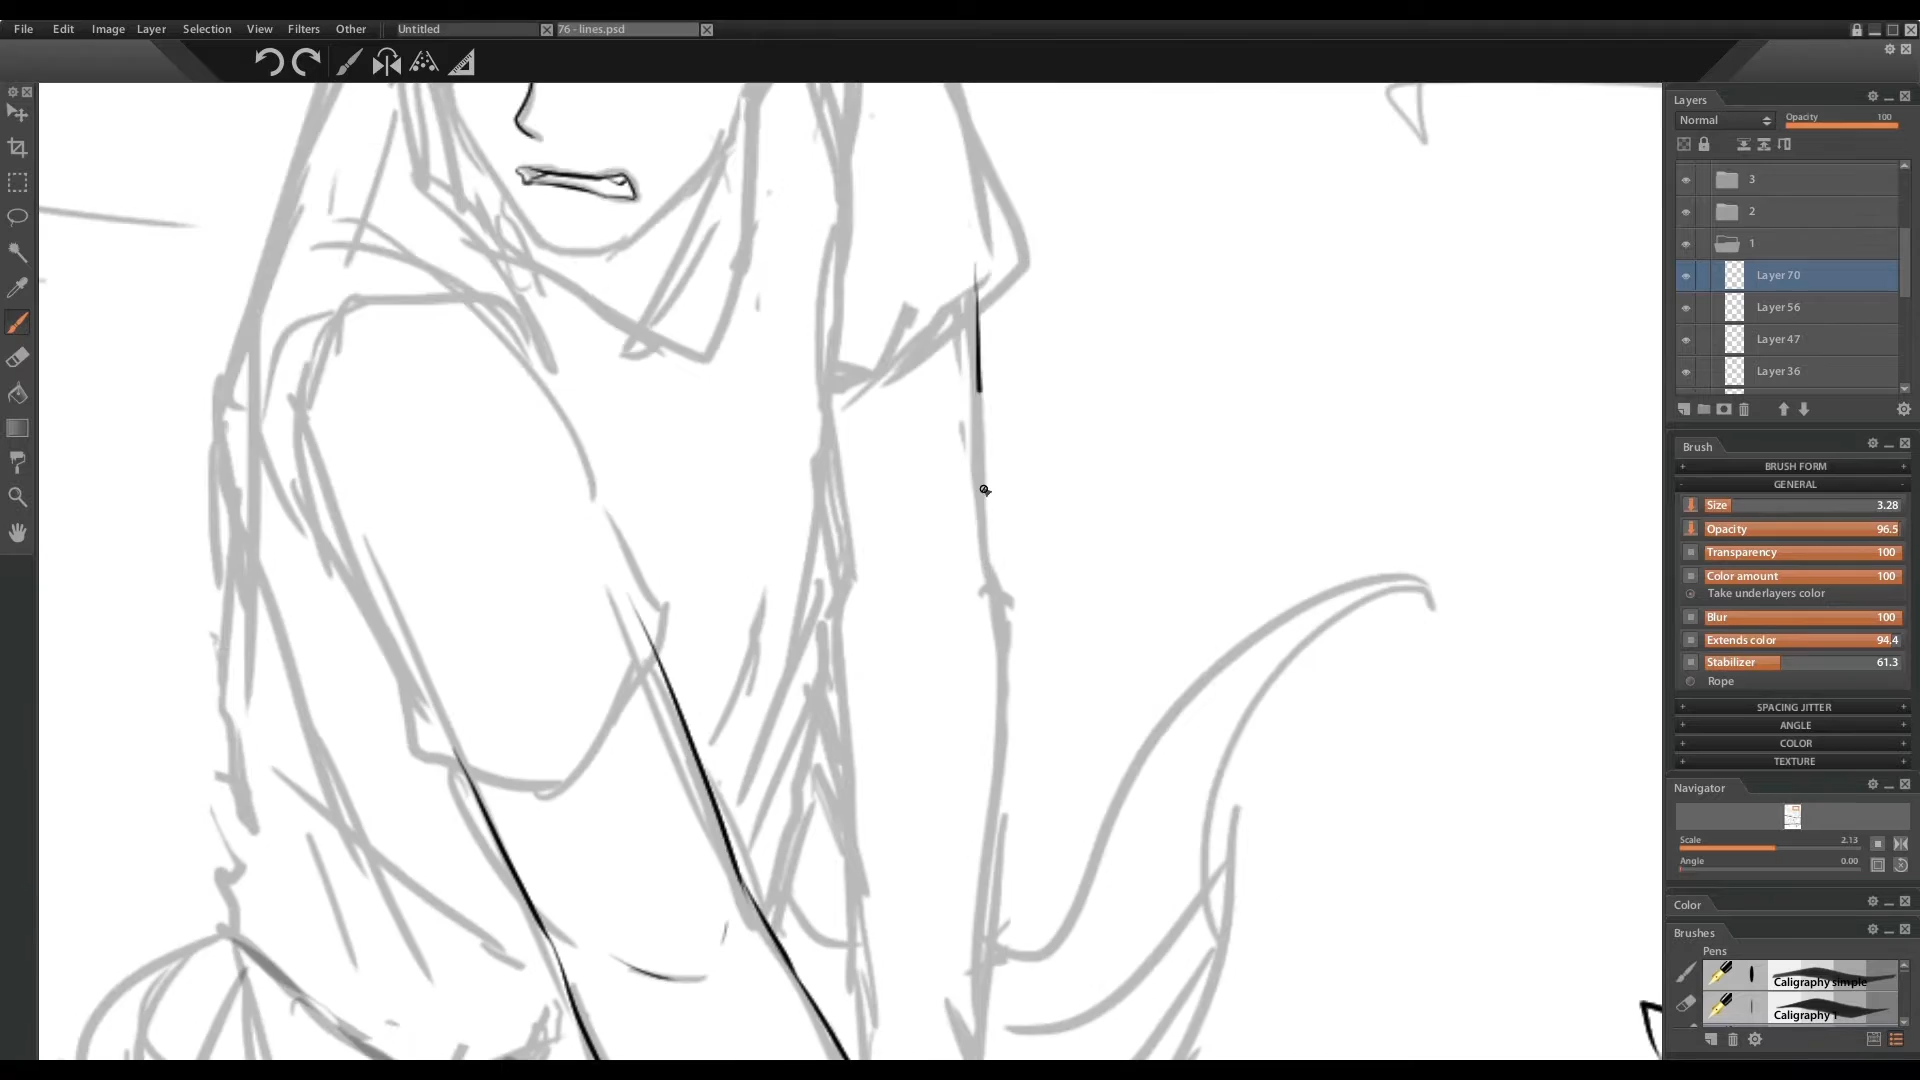 File Edit Image Layer Selection View Filters Other Untitled 76 - lines.psd
Layers
Normal Opacity 100
3
2
1
Layer 70
Layer 56
Layer 47
Layer 36
Brush
+ BRUSH FORM +
- GENERAL -
Size 3.28
Opacity 96.5
Transparency 100
Color amount 100
Take underlayers color
Blur 100
Extends color 94.4
Stabilizer 61.3
Rope
+ SPACING JITTER +
+ ANGLE +
+ COLOR +
+ TEXTURE +
Navigator
Scale 2.13
Angle 0.00
Color
Brushes
Pens
Caligraphy simple
Caligraphy 1